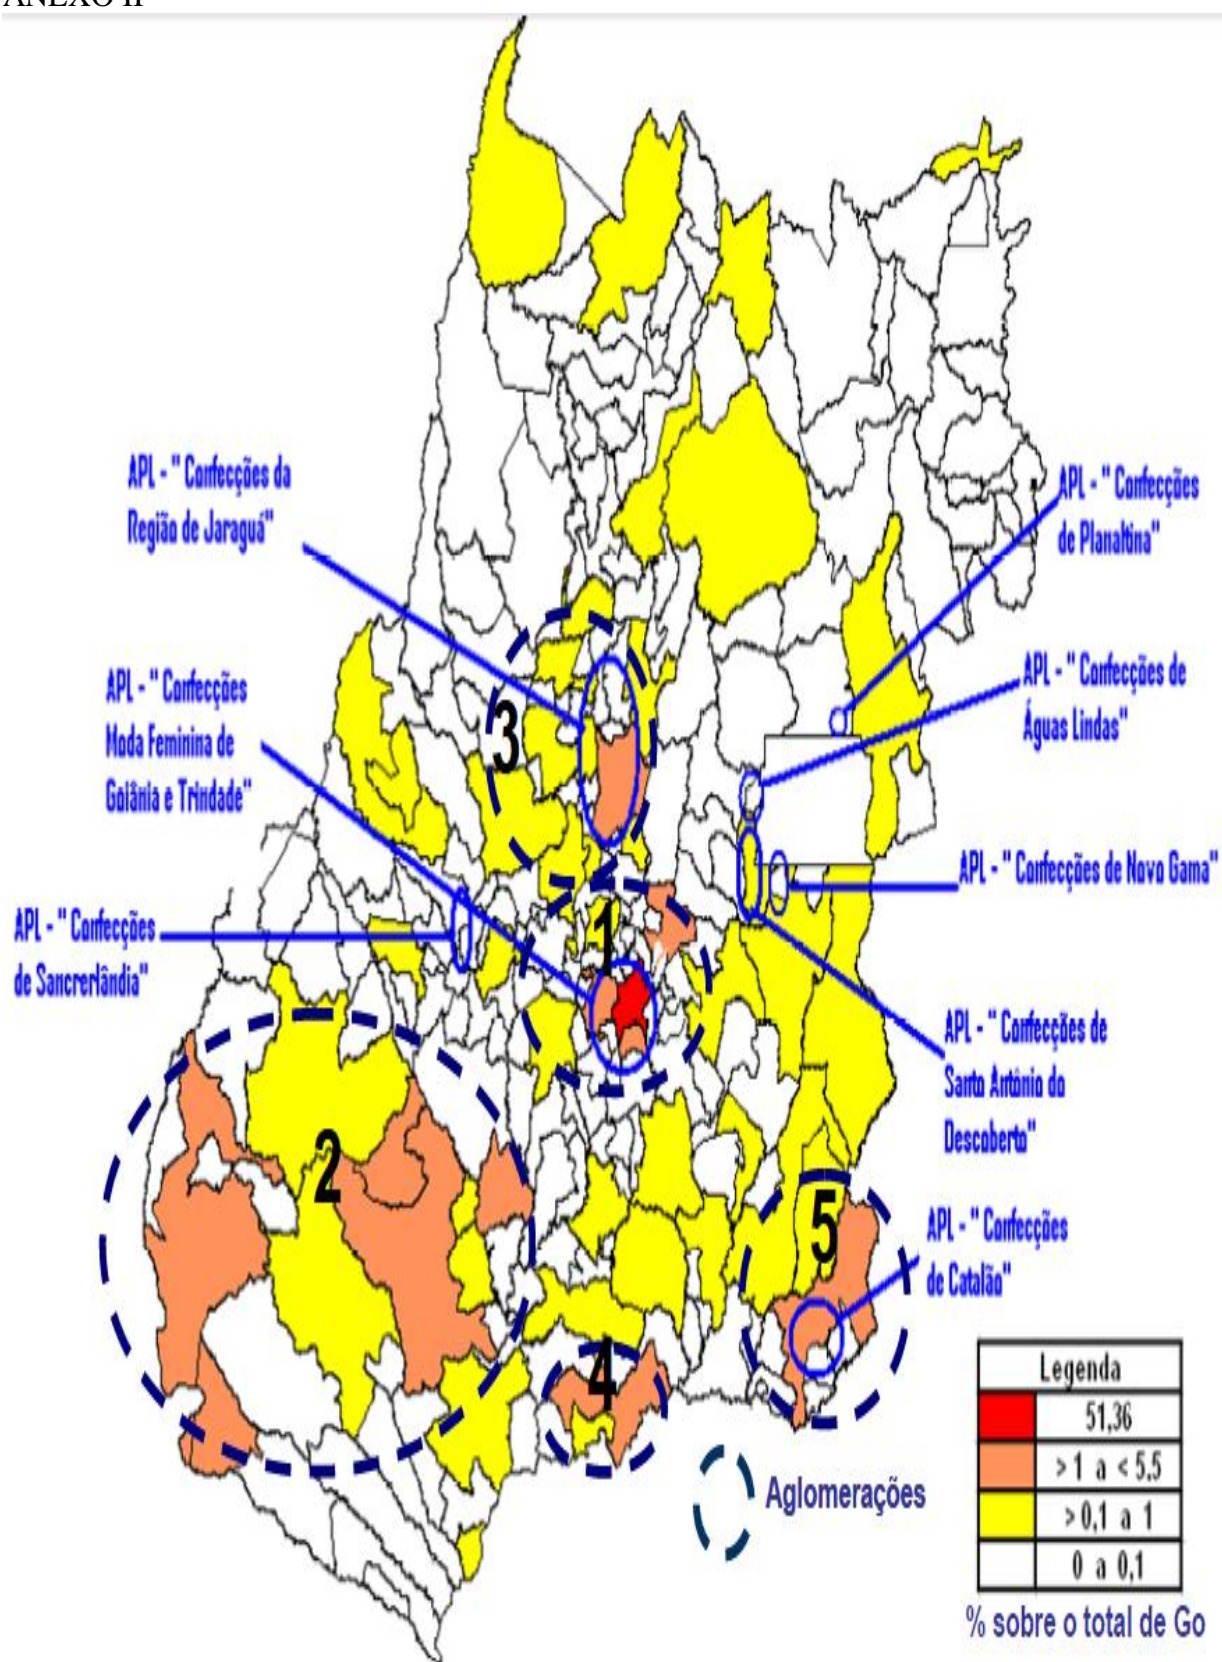 ANEXO II
APL - " Confecções da
Região de Jaraguá"
APL - " Confecções
de Planaltina"
APL - " Confecções
Moda Feminina de
Goiânia e Trindade"
APL - " Confecções de
Águas Lindas"
3
APL - " Confecções de Novo Gama"
1
APL - " Confecções
de Sancrerlândia"
APL - " Confecções de
Santo Antônio do
Descoberto"
2
5
APL - " Confecções
de Catalão"
4
Aglomerações
Legenda
51,36
> 1 a < 5,5
> 0,1 a 1
0 a 0,1
% sobre o total de Go